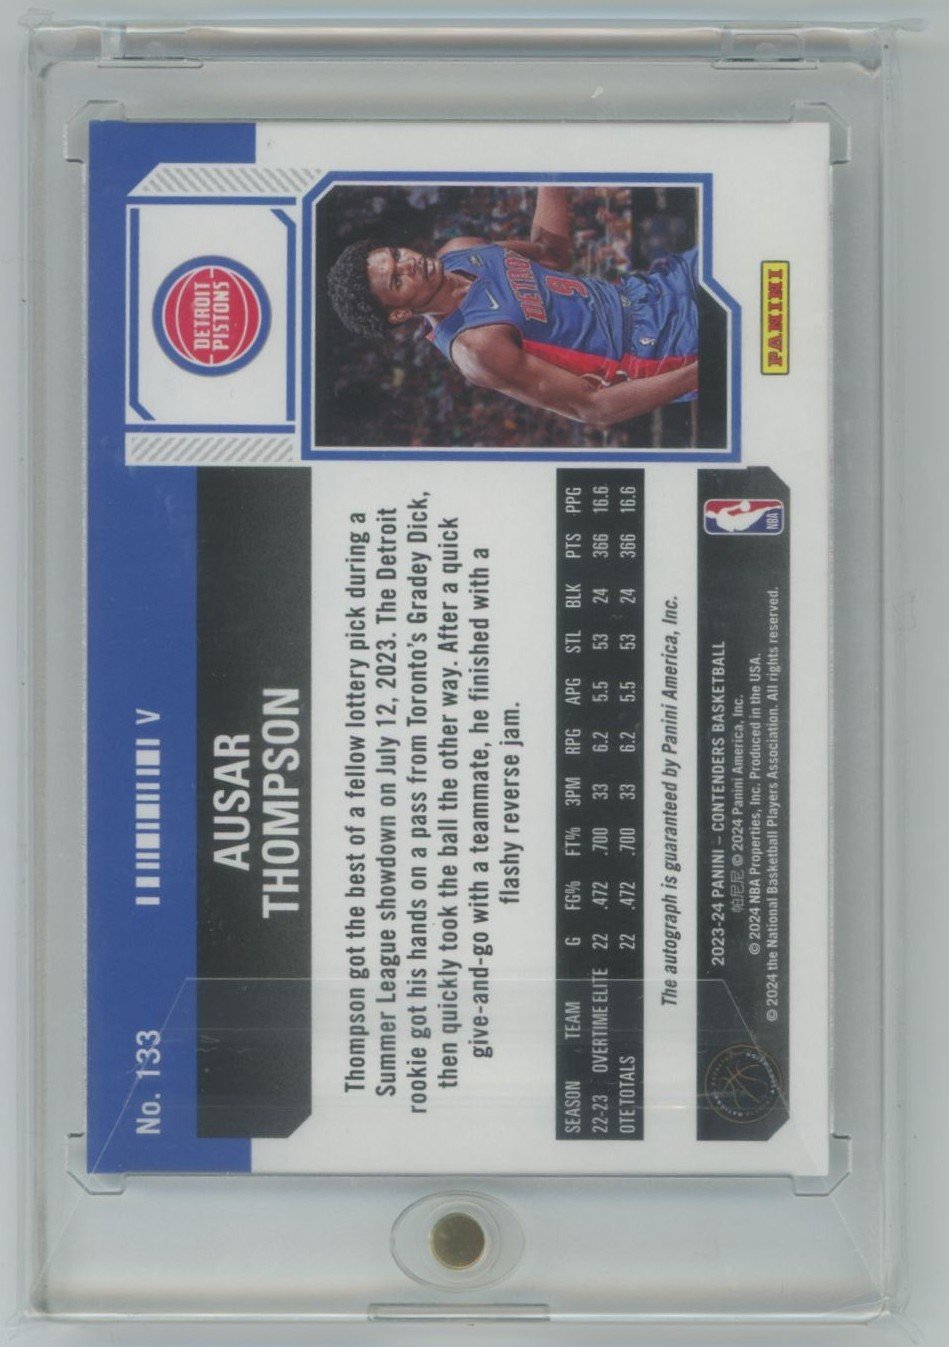 No. 133
V
AUSAR
THOMPSON
DETROIT
PISTONS
DETROIT
9
PANINI
Thompson got the best of a fellow lottery pick during a
Summer League showdown on July 12, 2023. The Detroit
rookie got his hands on a pass from Toronto's Gradey Dick,
then quickly took the ball the other way. After a quick
give-and-go with a teammate, he finished with a
flashy reverse jam.
SEASON TEAM G FG% FT% 3PM RPG APG STL BLK PTS PPG
22-23 OVERTIME ELITE 22 .472 .700 33 6.2 5.5 53 24 366 16.6
OTE TOTALS 22 .472 .700 33 6.2 5.5 53 24 366 16.6
The autograph is guaranteed by Panini America, Inc.
2023-24 PANINI – CONTENDERS BASKETBALL
帕尼尼 © 2024 Panini America, Inc.
© 2024 NBA Properties, Inc. Produced in the USA.
© 2024 the National Basketball Players Association. All rights reserved.
NBA